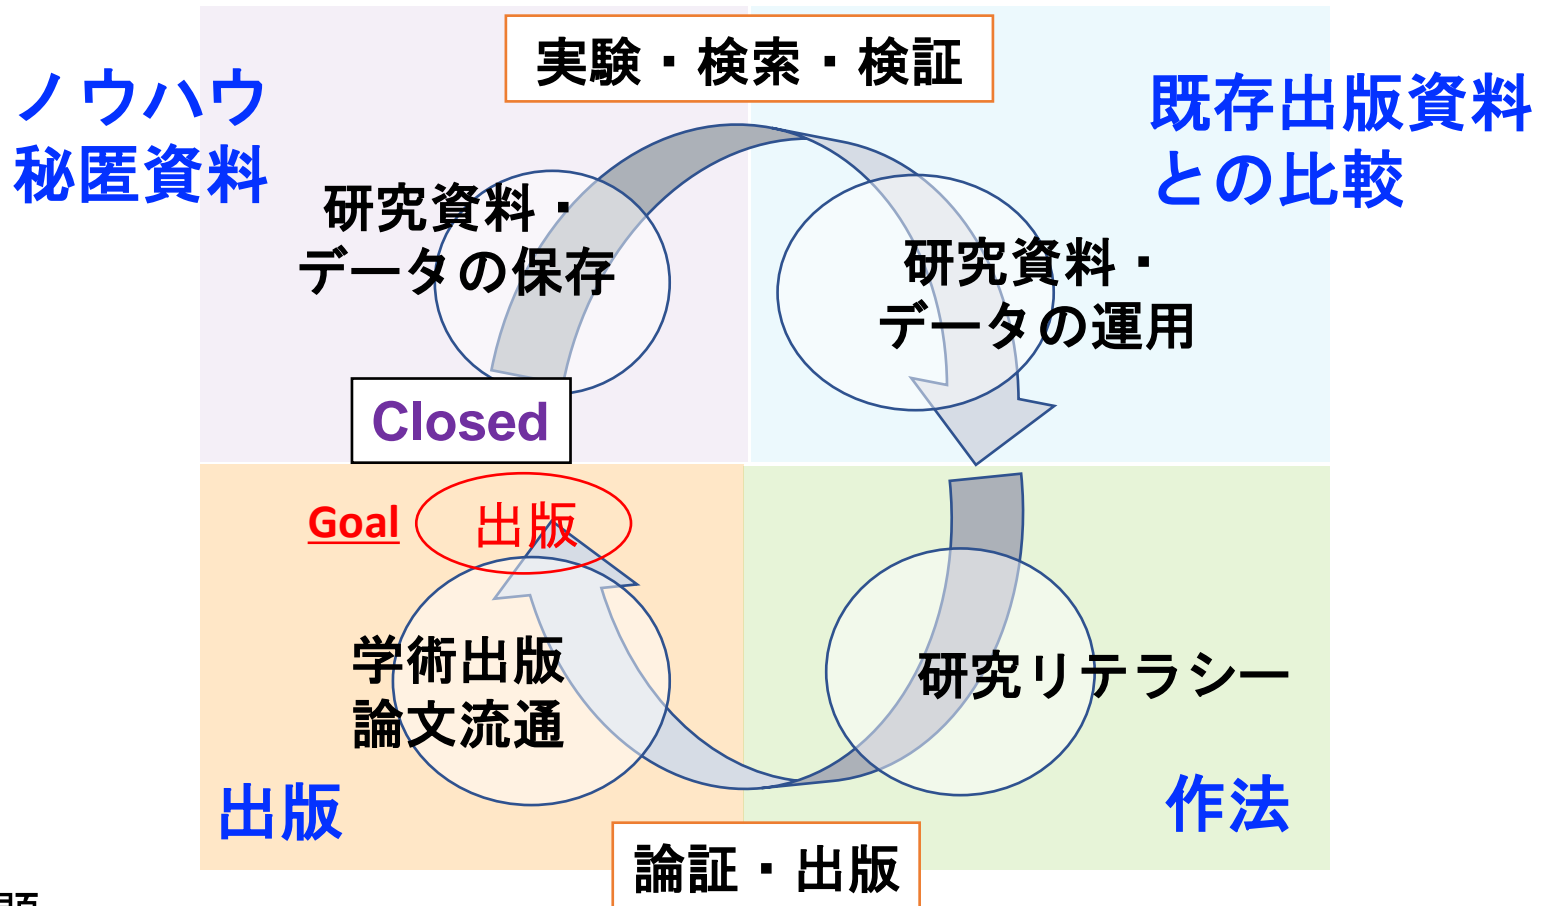 実験・検索・検証
ノウハウ
秘匿資料
既存出版資料
との比較
研究資料・
データの保存
研究資料・
データの運用
Closed
Goal
出版
学術出版
論文流通
研究リテラシー
出版
作法
論証・出版